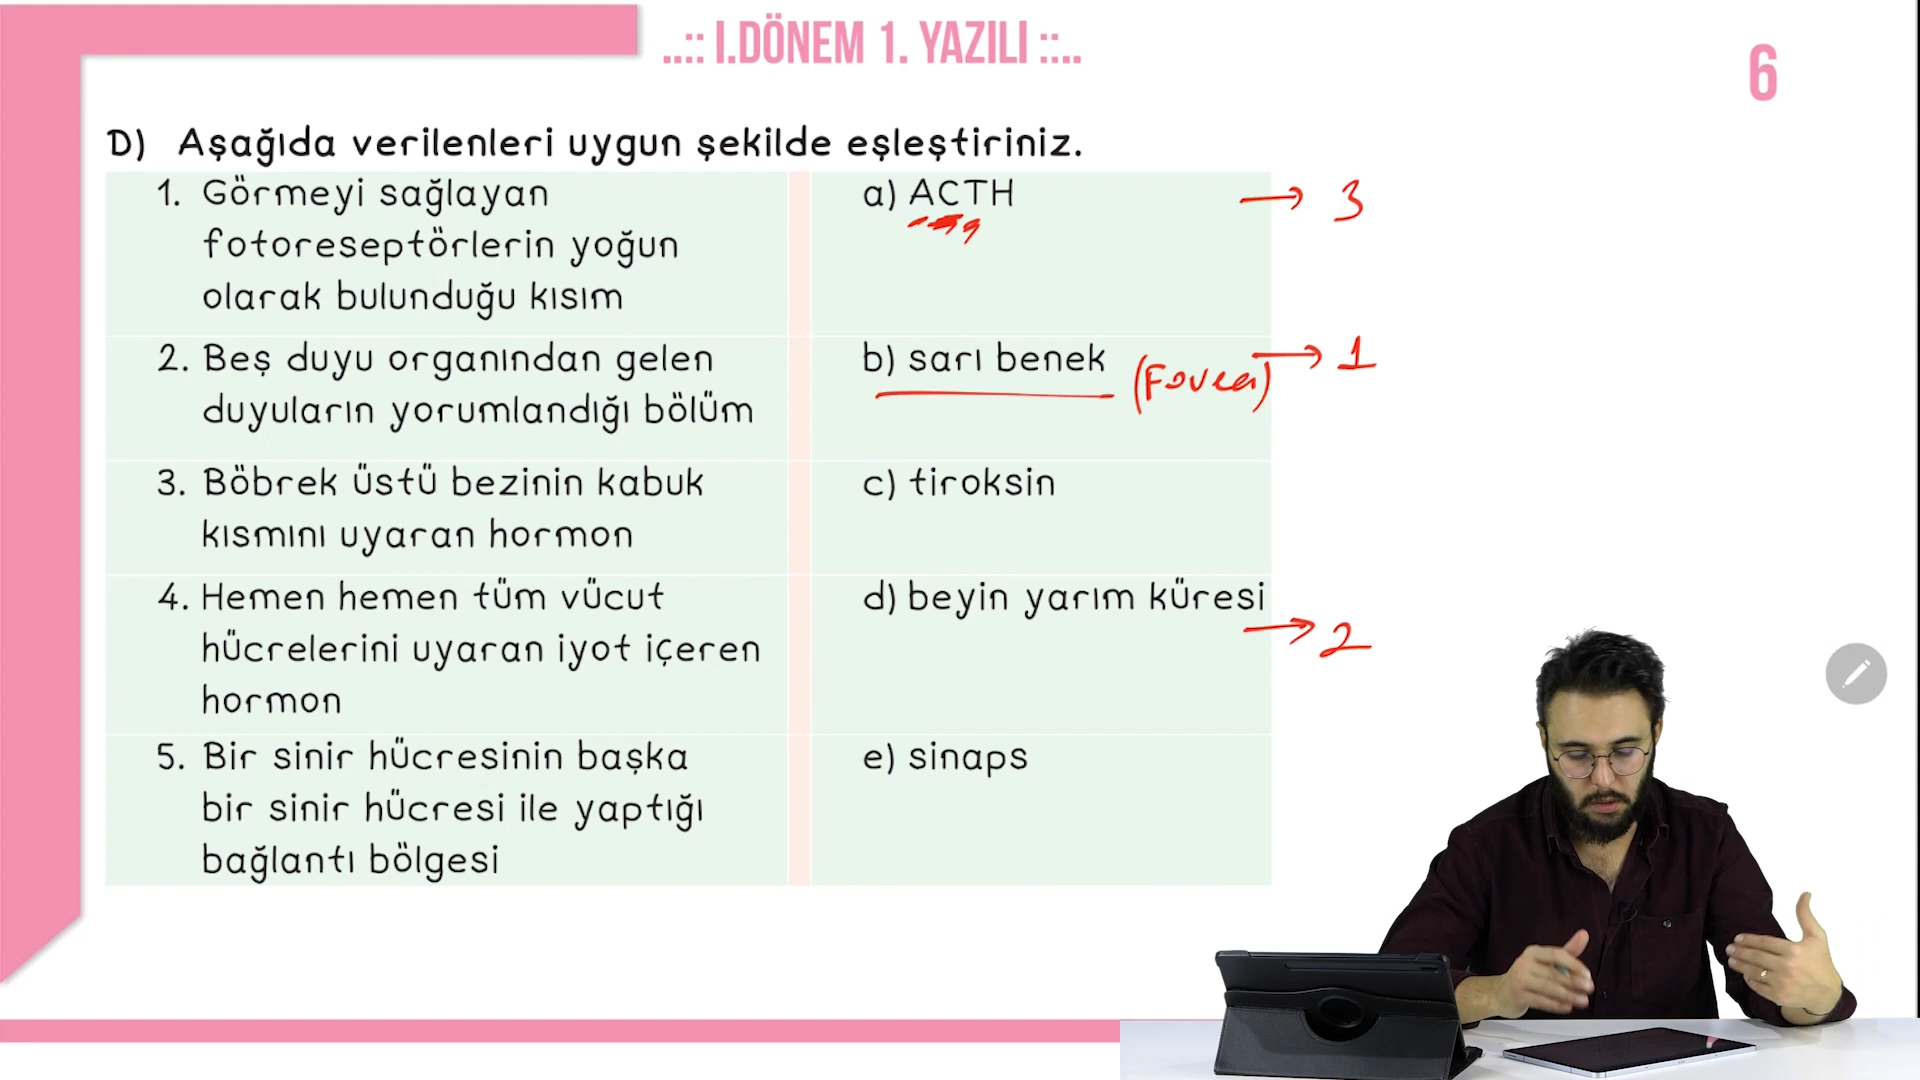 ..:: I.DÖNEM 1. YAZILI ::..
6
D) Aşağıda verilenleri uygun şekilde eşleştiriniz.
1. Görmeyi sağlayan
fotoreseptörlerin yoğun
olarak bulunduğu kısım
a) ACTH → 3
2. Beş duyu organından gelen
duyuların yorumlandığı bölüm
b) sarı benek (Fovea) → 1
3. Böbrek üstü bezinin kabuk
kısmını uyaran hormon
c) tiroksin
4. Hemen hemen tüm vücut
hücrelerini uyaran iyot içeren
hormon
d) beyin yarım küresi
→ 2
5. Bir sinir hücresinin başka
bir sinir hücresi ile yaptığı
bağlantı bölgesi
e) sinaps